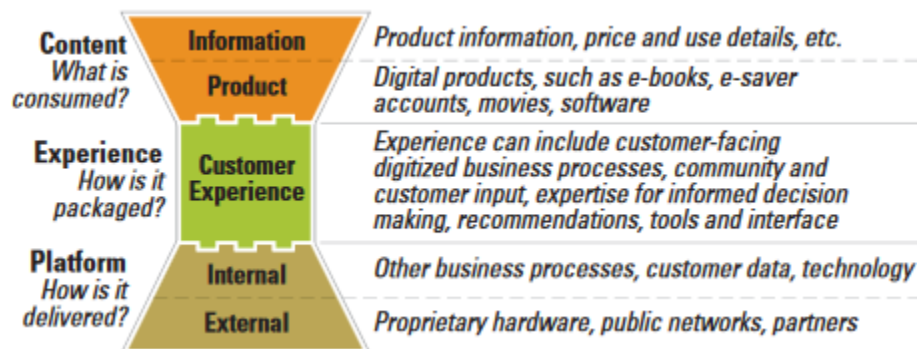 Content
What is
consumed?
Information
Product information, price and use details, etc.
Product
Digital products, such as e-books, e-saver
accounts, movies, software
Experience
How is it
packaged?
Customer
Experience
Experience can include customer-facing
digitized business processes, community and
customer input, expertise for informed decision
making, recommendations, tools and interface
Platform
How is it
delivered?
Internal
Other business processes, customer data, technology
External
Proprietary hardware, public networks, partners